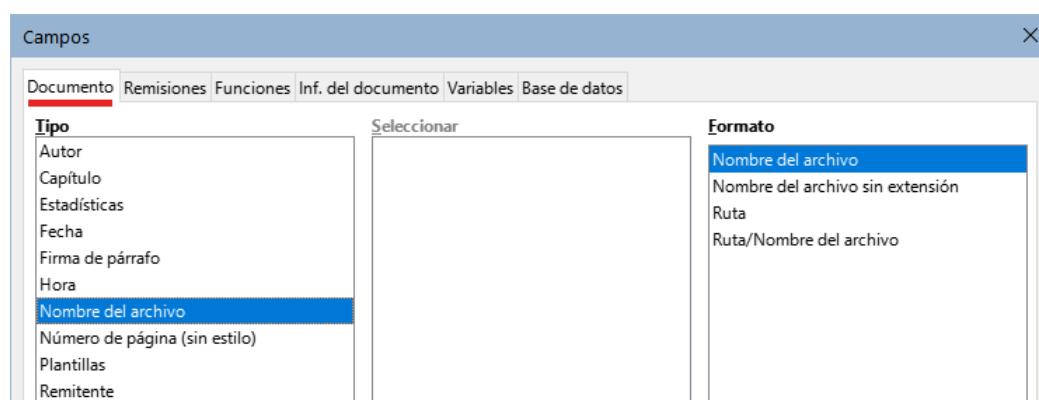 Campos
Documento Remisiones Funciones Inf. del documento Variables Base de datos
Tipo
Autor
Capítulo
Estadísticas
Fecha
Firma de párrafo
Hora
Nombre del archivo
Número de página (sin estilo)
Plantillas
Remitente
Seleccionar
Formato
Nombre del archivo
Nombre del archivo sin extensión
Ruta
Ruta/Nombre del archivo